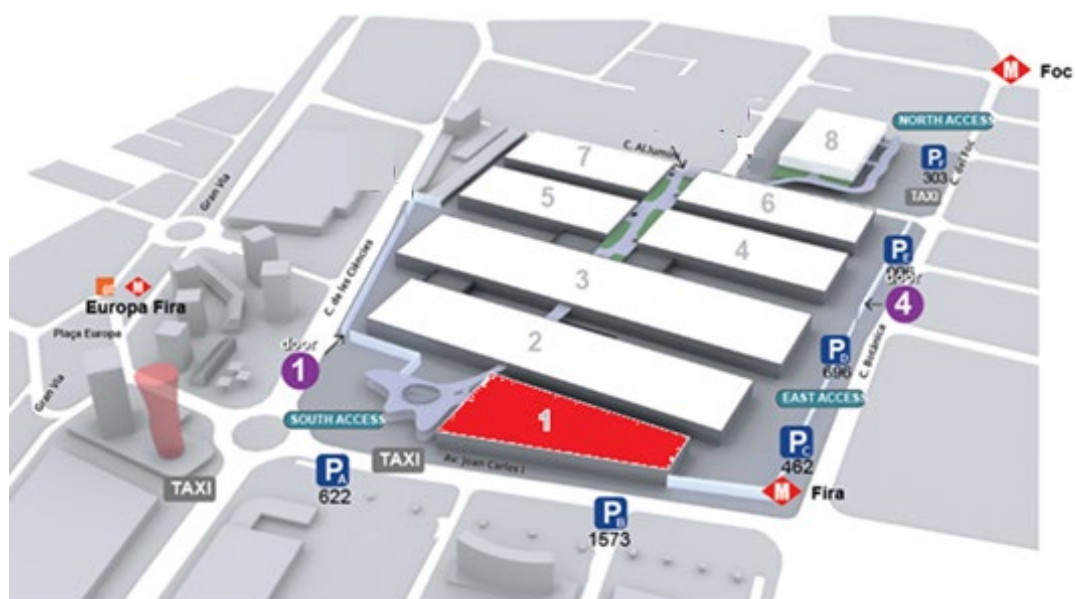 M Foc
NORTH ACCESS
8
P F
303
TAXI
C. del Foc
7
5
6
4
3
2
1
Gran Via
C. de les Ciències
M
Europa Fira
Plaça Europa
Gran Via
door
1
SOUTH ACCESS
P E
door
4
P D
696
C. Botànica
EAST ACCESS
P C
462
M Fira
TAXI
Av. Joan Carles I
P A
622
TAXI
P B
1573